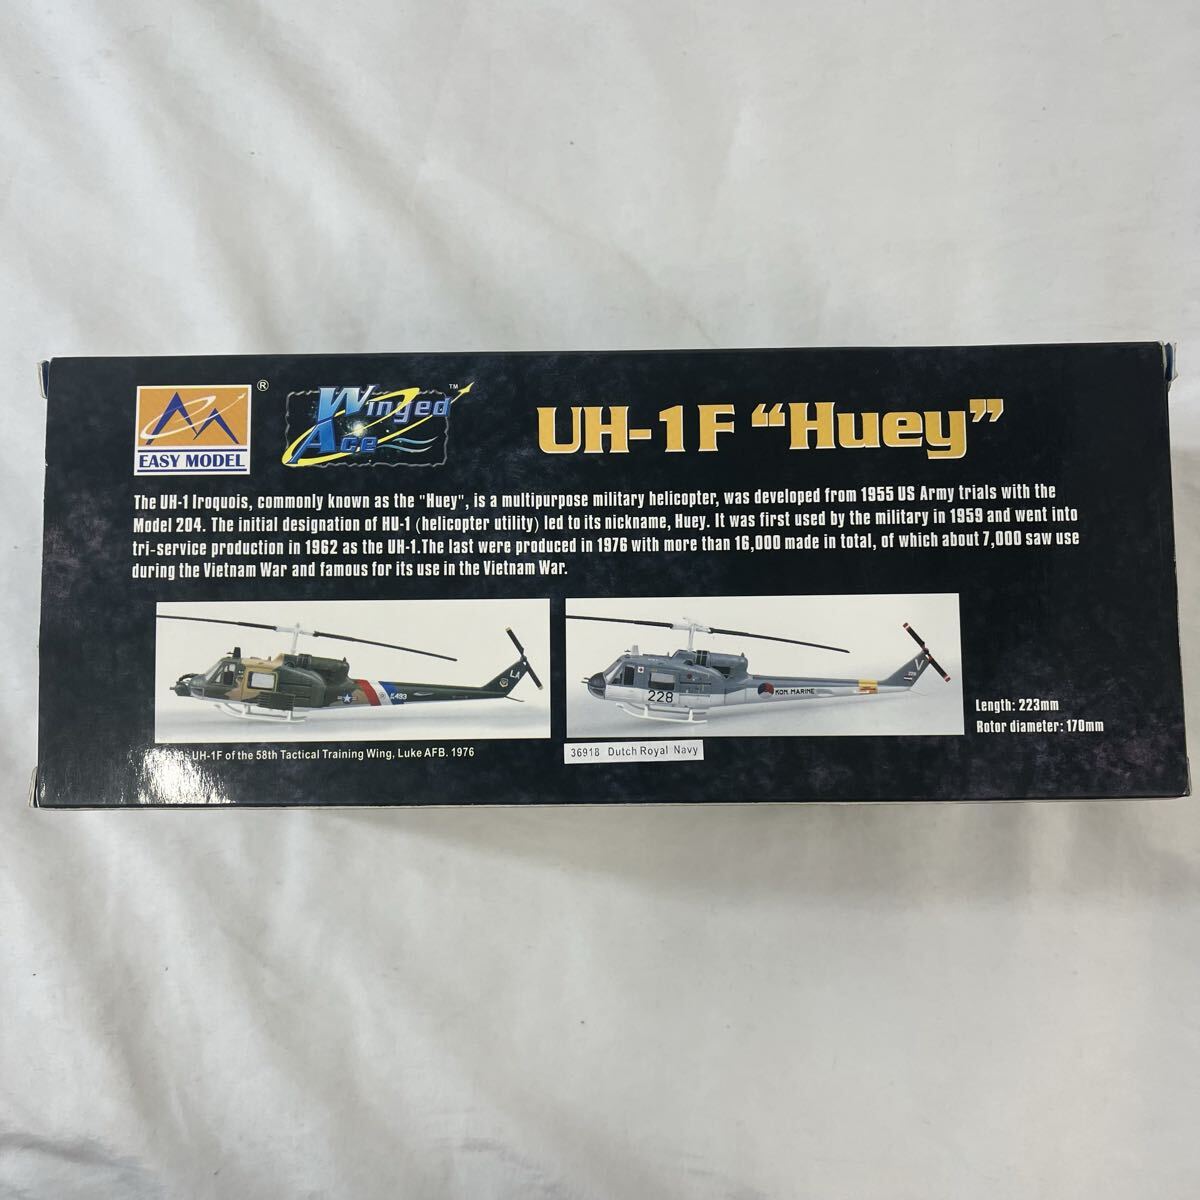 ®
EASY MODEL
Winged Ace ™
UH-1F “Huey”
The UH-1 Iroquois, commonly known as the "Huey", is a multipurpose military helicopter, was developed from 1955 US Army trials with the
Model 204. The initial designation of HU-1 (helicopter utility) led to its nickname, Huey. It was first used by the military in 1959 and went into
tri-service production in 1962 as the UH-1.The last were produced in 1976 with more than 16,000 made in total, of which about 7,000 saw use
during the Vietnam War and famous for its use in the Vietnam War.
LA
493
V
228
KON. MARINE
UH-1F of the 58th Tactical Training Wing, Luke AFB. 1976
36918 Dutch Royal Navy
Length: 223mm
Rotor diameter: 170mm